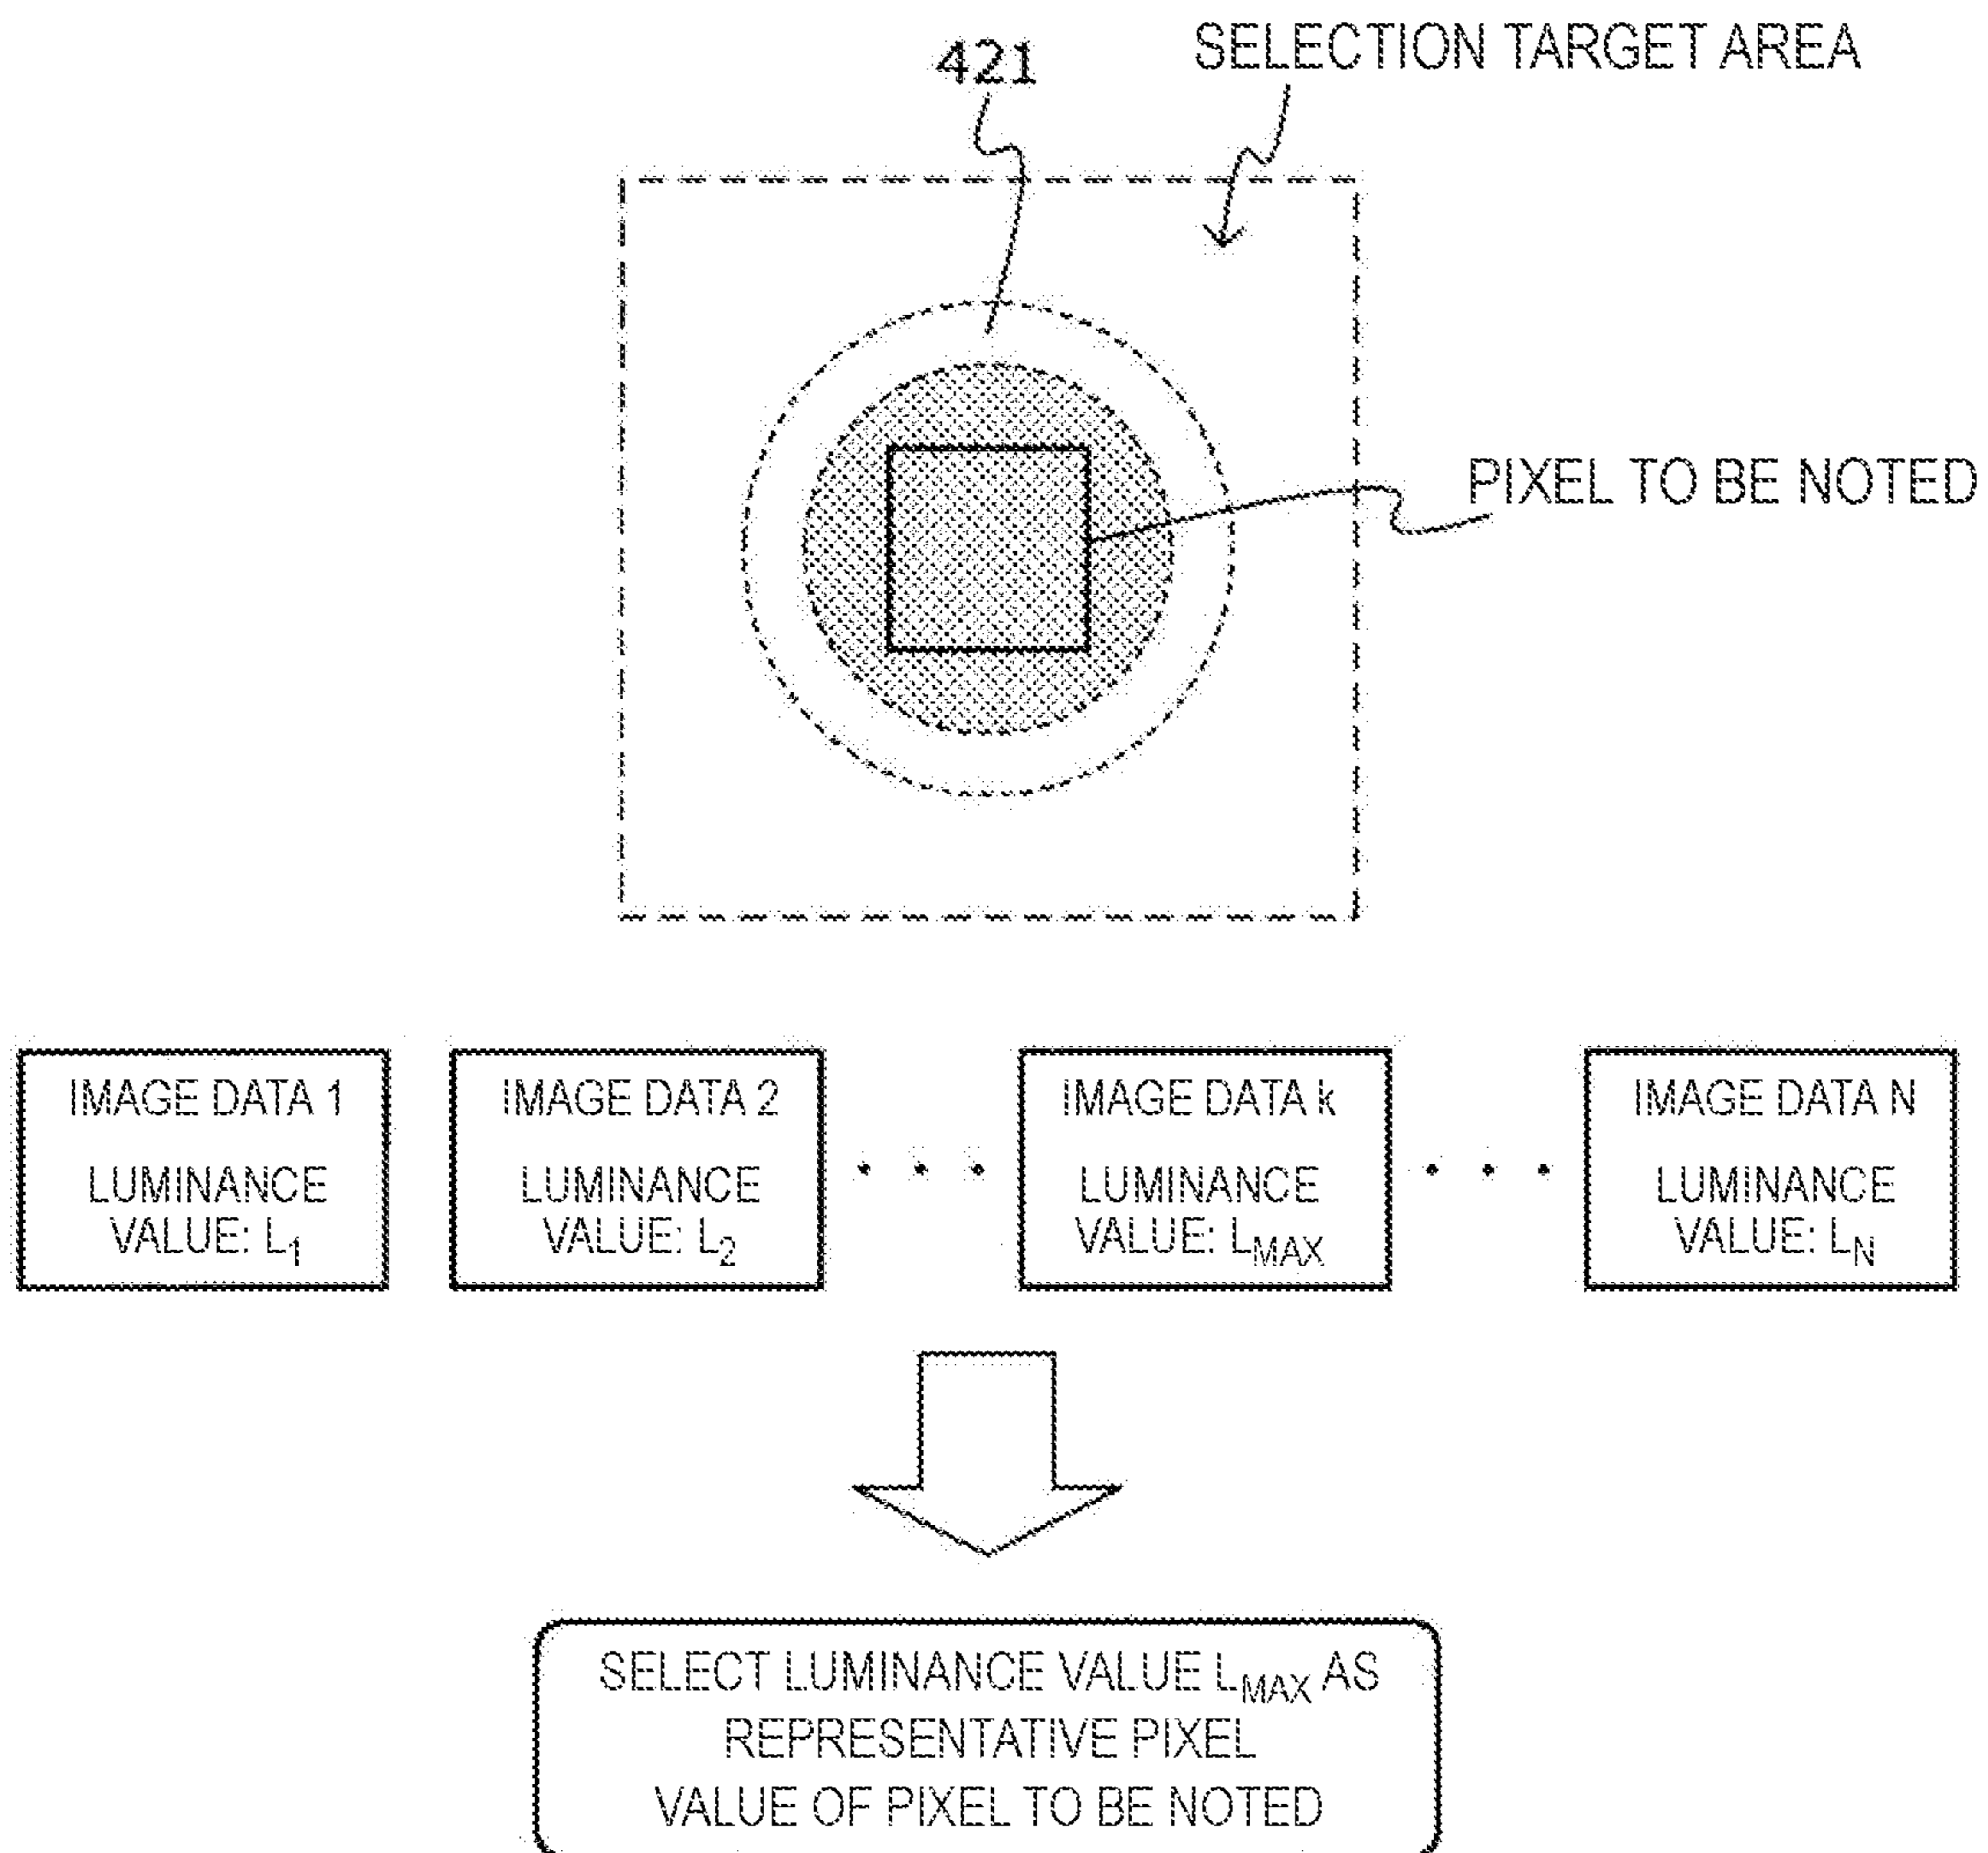 421
SELECTION TARGET AREA
PIXEL TO BE NOTED
IMAGE DATA 1
LUMINANCE
VALUE: L1
IMAGE DATA 2
LUMINANCE
VALUE: L2
• • •
IMAGE DATA k
LUMINANCE
VALUE: LMAX
• • •
IMAGE DATA N
LUMINANCE
VALUE: LN
SELECT LUMINANCE VALUE LMAX AS
REPRESENTATIVE PIXEL
VALUE OF PIXEL TO BE NOTED